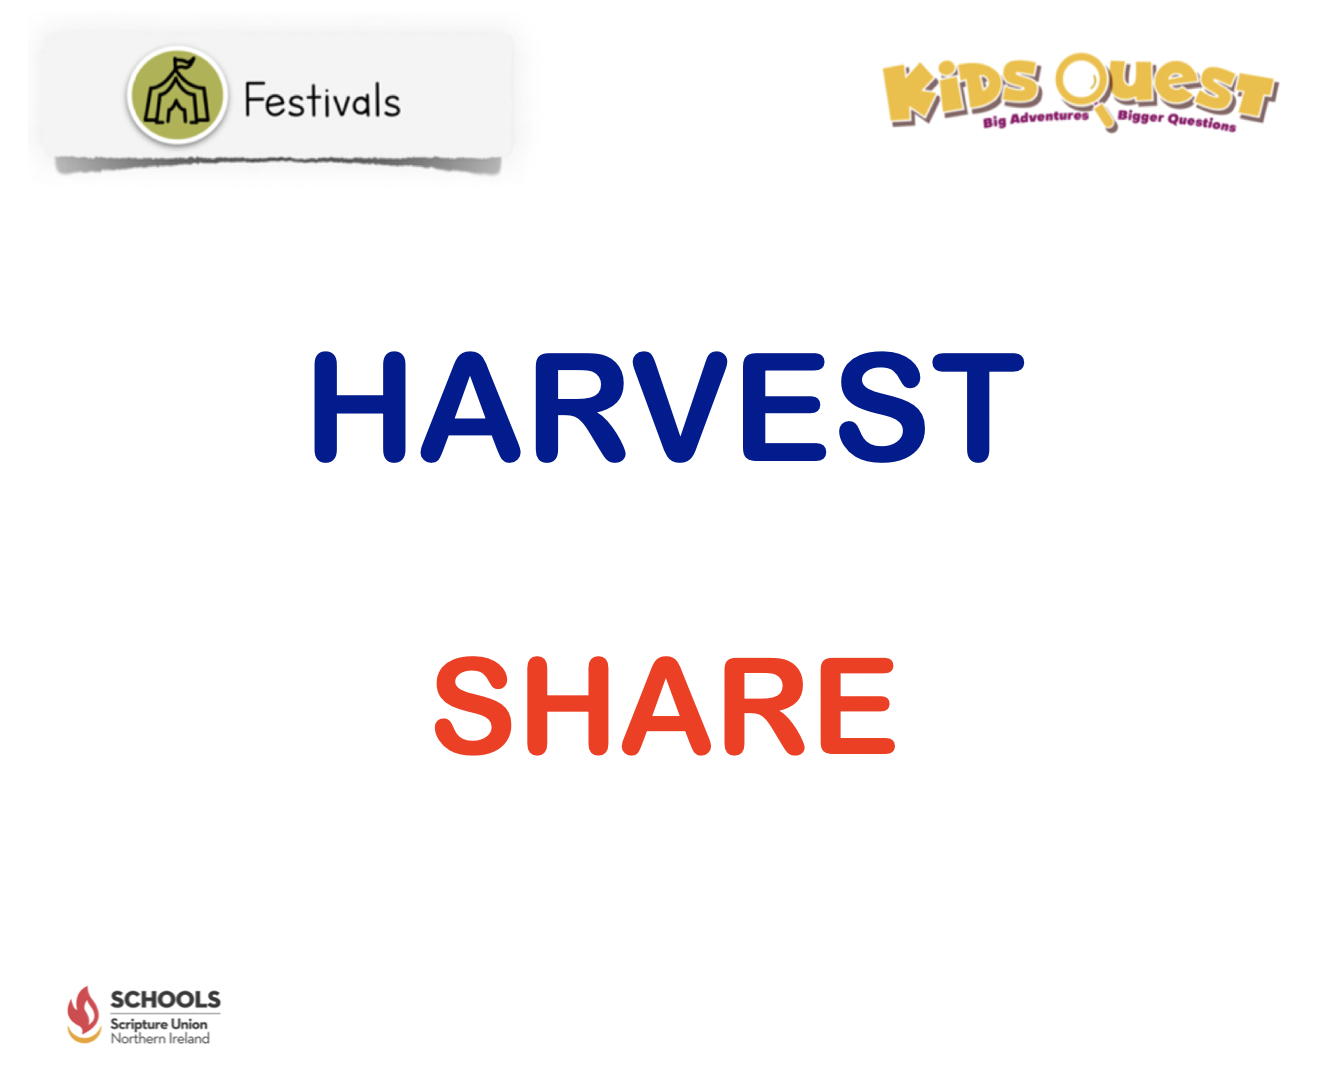 Festivals
KiDS QUEST
Big Adventures Bigger Questions
HARVEST
SHARE
SCHOOLS
Scripture Union
Northern Ireland